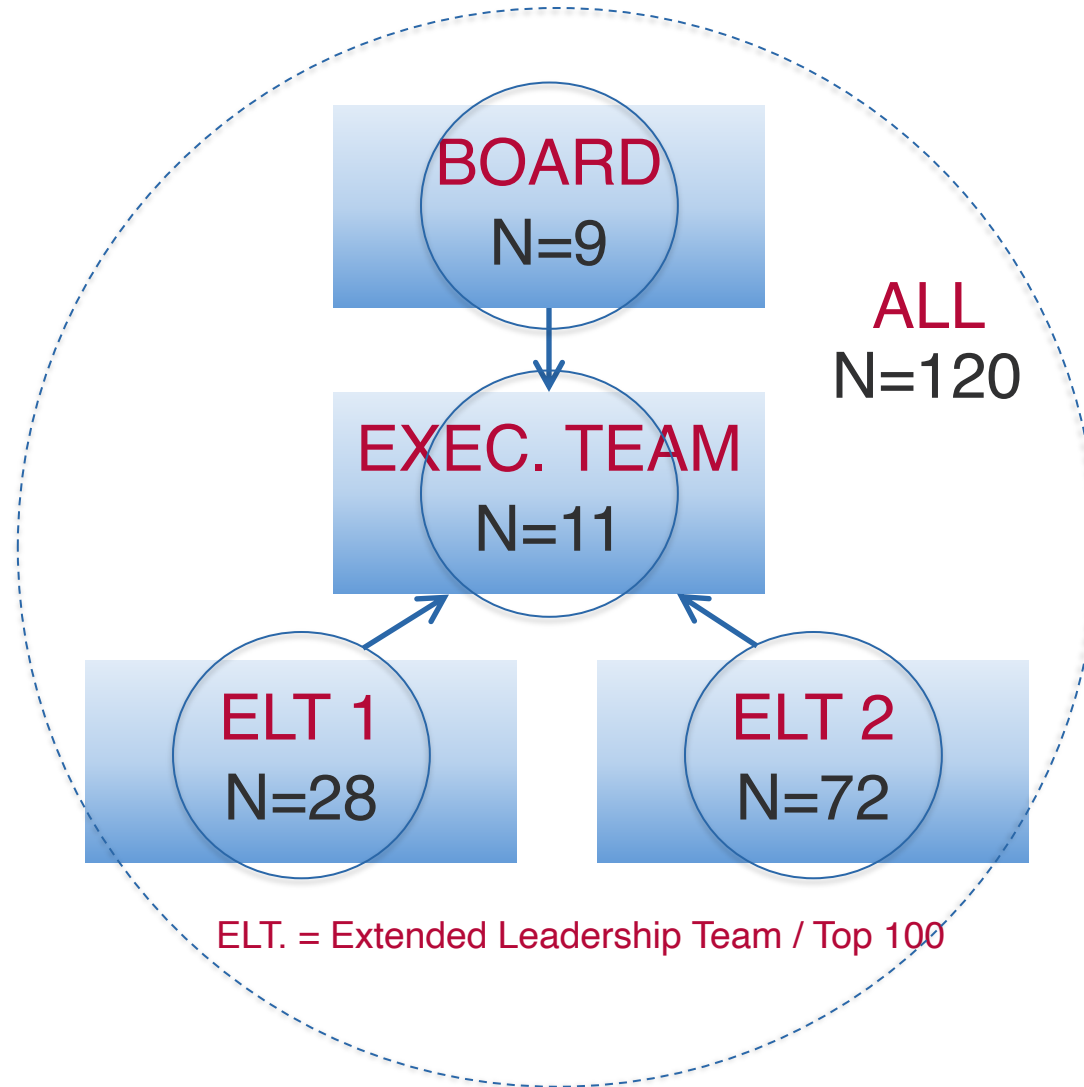 BOARD
N=9
ALL
N=120
EXEC. TEAM
N=11
ELT 1
N=28
ELT 2
N=72
ELT. = Extended Leadership Team / Top 100